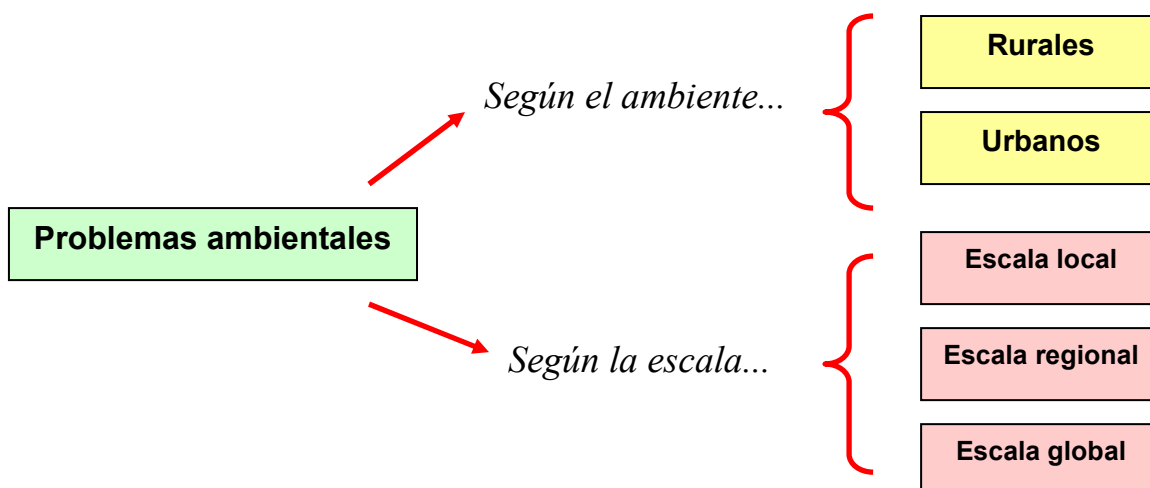 Problemas ambientales
Según el ambiente...
Rurales
Urbanos
Según la escala...
Escala local
Escala regional
Escala global